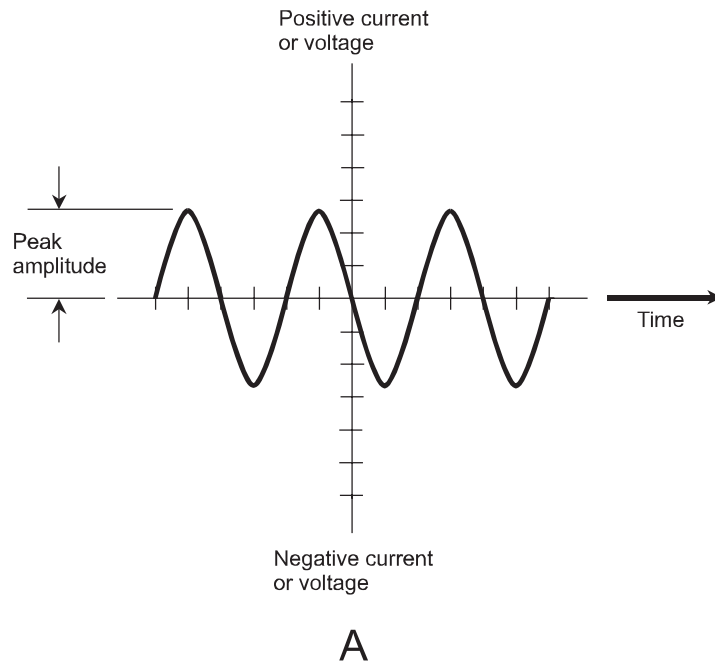 Positive current
or voltage
Peak
amplitude
Time
Negative current
or voltage
A